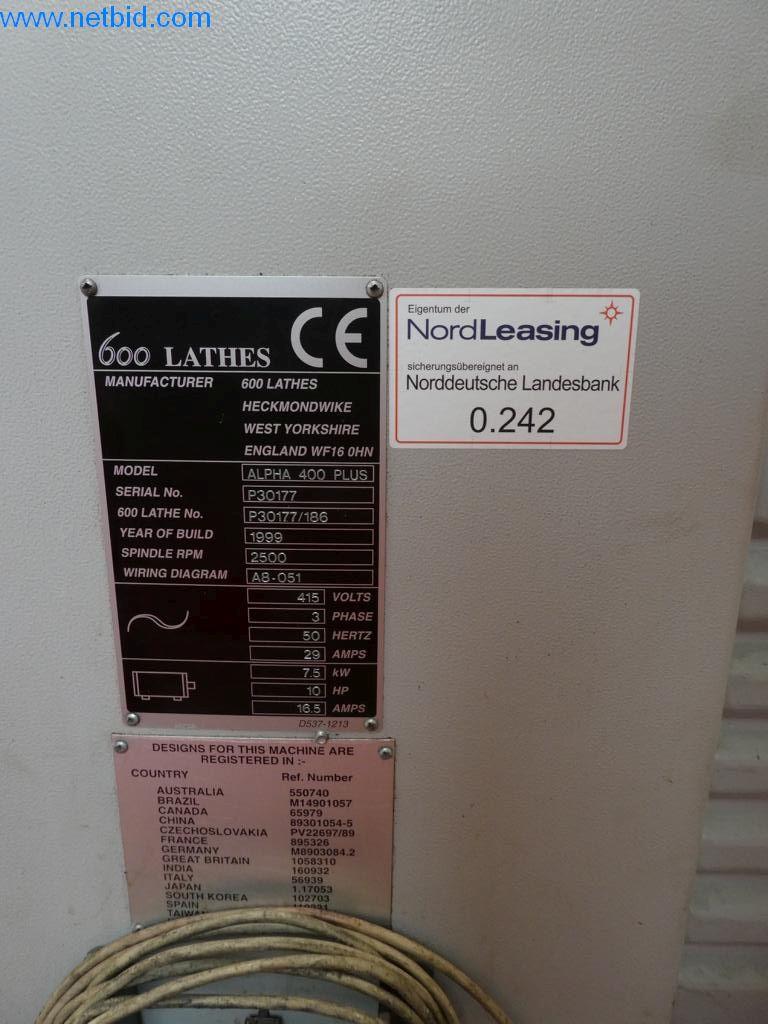 www.netbid.com
600 LATHES CE
MANUFACTURER 600 LATHES
HECKMONDWIKE
WEST YORKSHIRE
ENGLAND WF16 0HN
MODEL ALPHA 400 PLUS
SERIAL No. P30177
600 LATHE No. P30177/186
YEAR OF BUILD 1999
SPINDLE RPM 2500
WIRING DIAGRAM A8-051
415 VOLTS
3 PHASE
50 HERTZ
29 AMPS
7.5 kW
10 HP
16.5 AMPS
D537-1213
Eigentum der
NordLeasing
sicherungsübereignet an
Norddeutsche Landesbank
0.242
DESIGNS FOR THIS MACHINE ARE
REGISTERED IN :-
COUNTRY Ref. Number
AUSTRALIA 550740
BRAZIL M14901057
CANADA 65979
CHINA 89301054-5
CZECHOSLOVAKIA PV22697/89
FRANCE 895326
GERMANY M8903084.2
GREAT BRITAIN 1058310
INDIA 160932
ITALY 56939
JAPAN 1.17053
SOUTH KOREA 102703
SPAIN